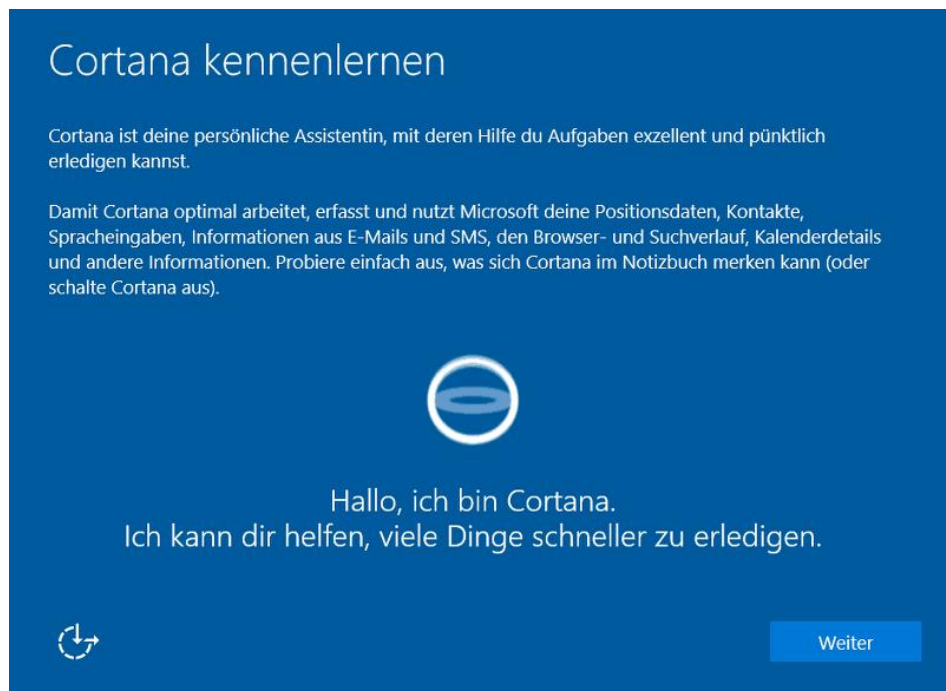 Cortana kennenlernen
Cortana ist deine persönliche Assistentin, mit deren Hilfe du Aufgaben exzellent und pünktlich
erledigen kannst.
Damit Cortana optimal arbeitet, erfasst und nutzt Microsoft deine Positionsdaten, Kontakte,
Spracheingaben, Informationen aus E-Mails und SMS, den Browser- und Suchverlauf, Kalenderdetails
und andere Informationen. Probiere einfach aus, was sich Cortana im Notizbuch merken kann (oder
schalte Cortana aus).
Hallo, ich bin Cortana.
Ich kann dir helfen, viele Dinge schneller zu erledigen.
Weiter